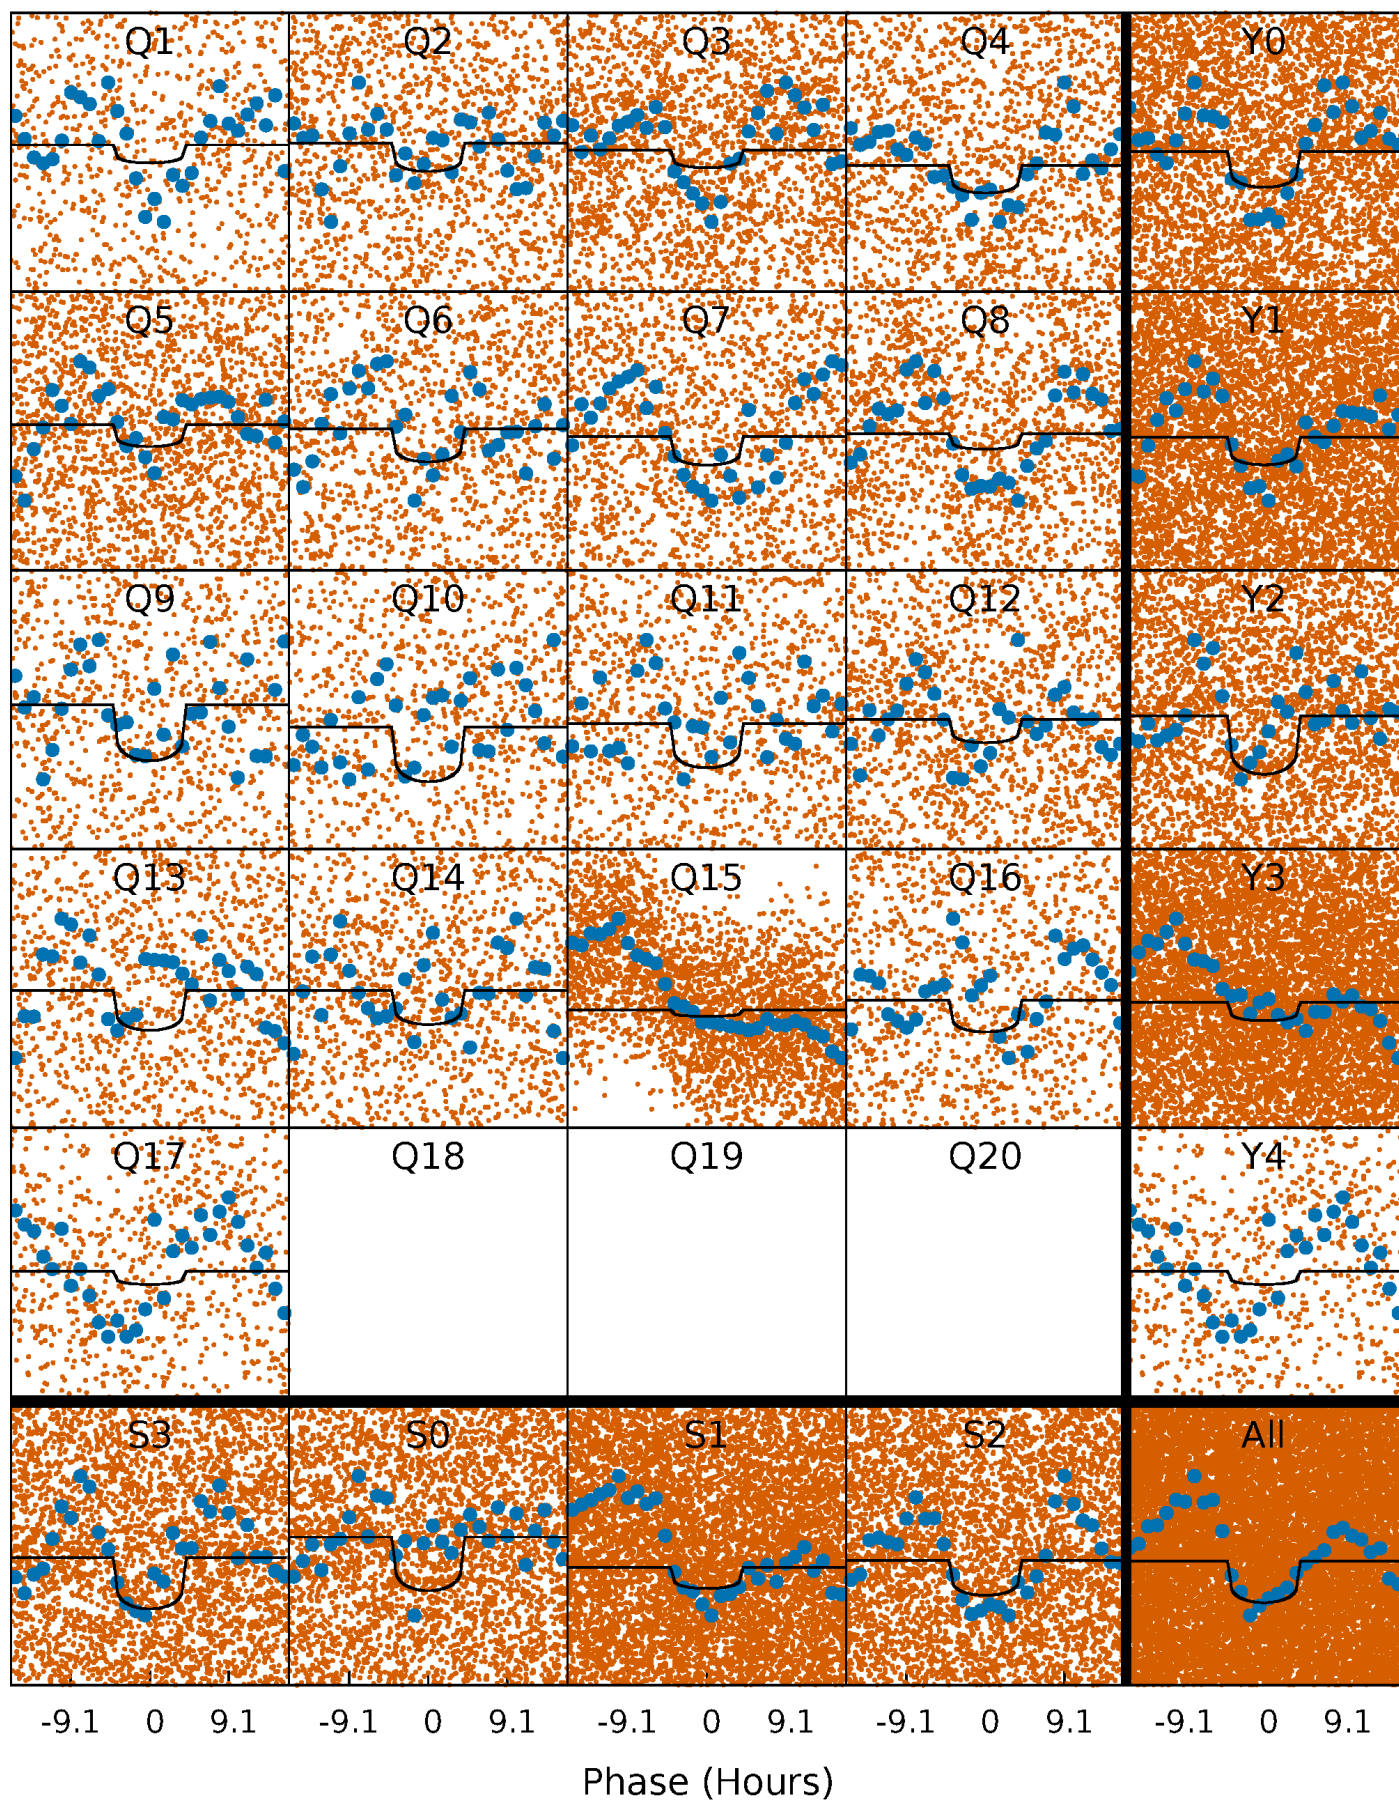 Q1 Q2 Q3 Q4 Y0
Q5 Q6 Q7 Q8 Y1
Q9 Q10 Q11 Q12 Y2
Q13 Q14 Q15 Q16 Y3
Q17 Q18 Q19 Q20 Y4
S3 S0 S1 S2 All
-9.1 0 9.1 -9.1 0 9.1 -9.1 0 9.1 -9.1 0 9.1 -9.1 0 9.1
Phase (Hours)